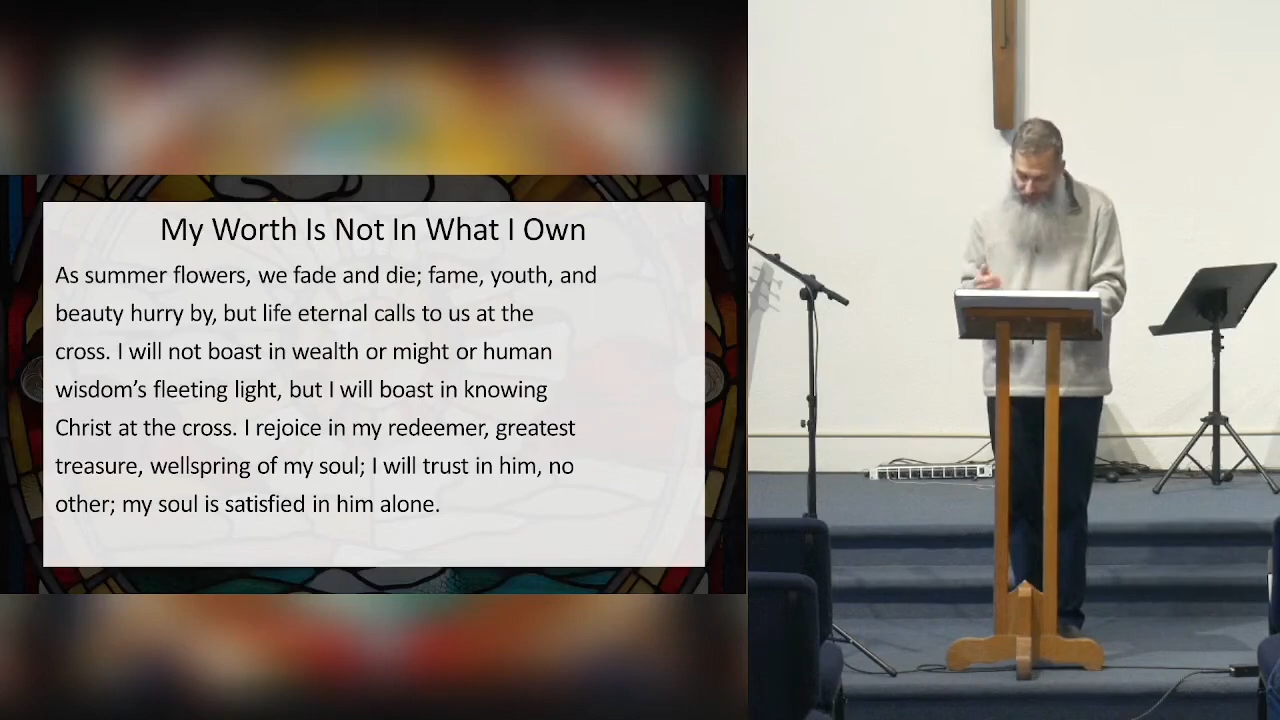 My Worth Is Not In What I Own
As summer flowers, we fade and die; fame, youth, and
beauty hurry by, but life eternal calls to us at the
cross. I will not boast in wealth or might or human
wisdom’s fleeting light, but I will boast in knowing
Christ at the cross. I rejoice in my redeemer, greatest
treasure, wellspring of my soul; I will trust in him, no
other; my soul is satisfied in him alone.